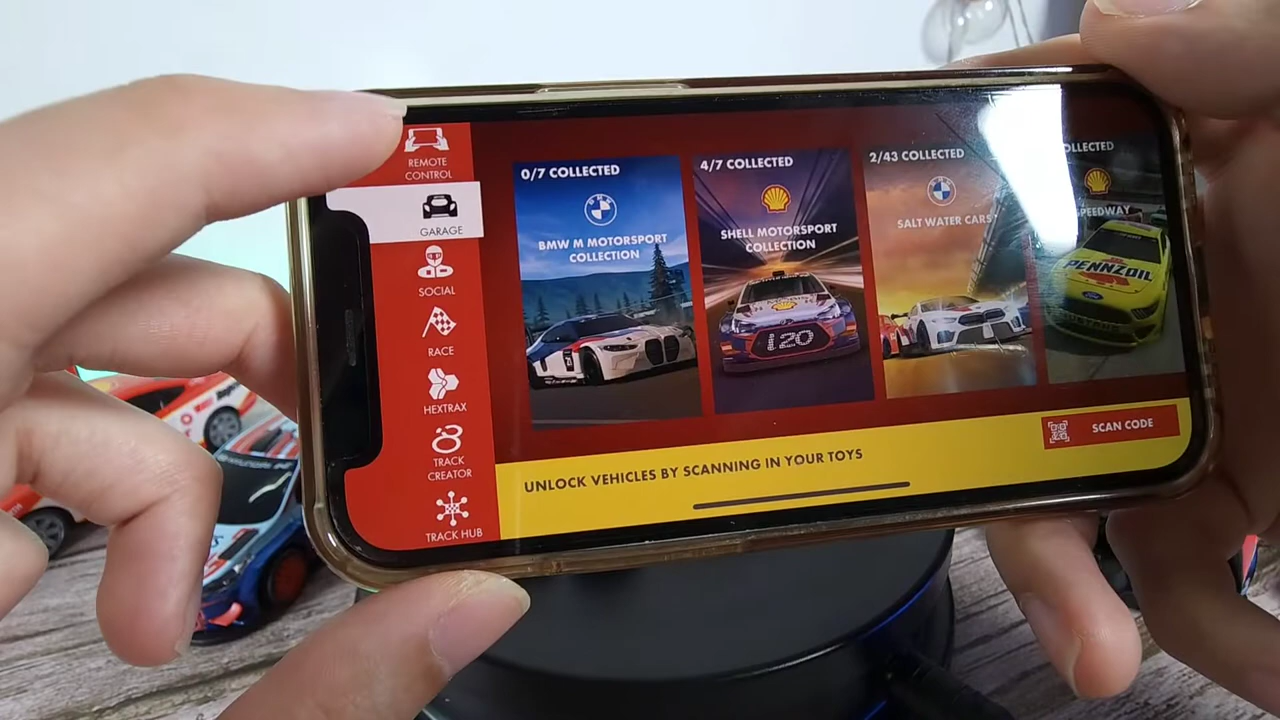 REMOTE
CONTROL
GARAGE
SOCIAL
RACE
HEXTRAX
TRACK
CREATOR
TRACK HUB
0/7 COLLECTED
BMW M MOTORSPORT
COLLECTION
4/7 COLLECTED
SHELL MOTORSPORT
COLLECTION
i20
2/43 COLLECTED
SALT WATER CARS
COLLECTED
SPEEDWAY
PENNZOIL
UNLOCK VEHICLES BY SCANNING IN YOUR TOYS
SCAN CODE